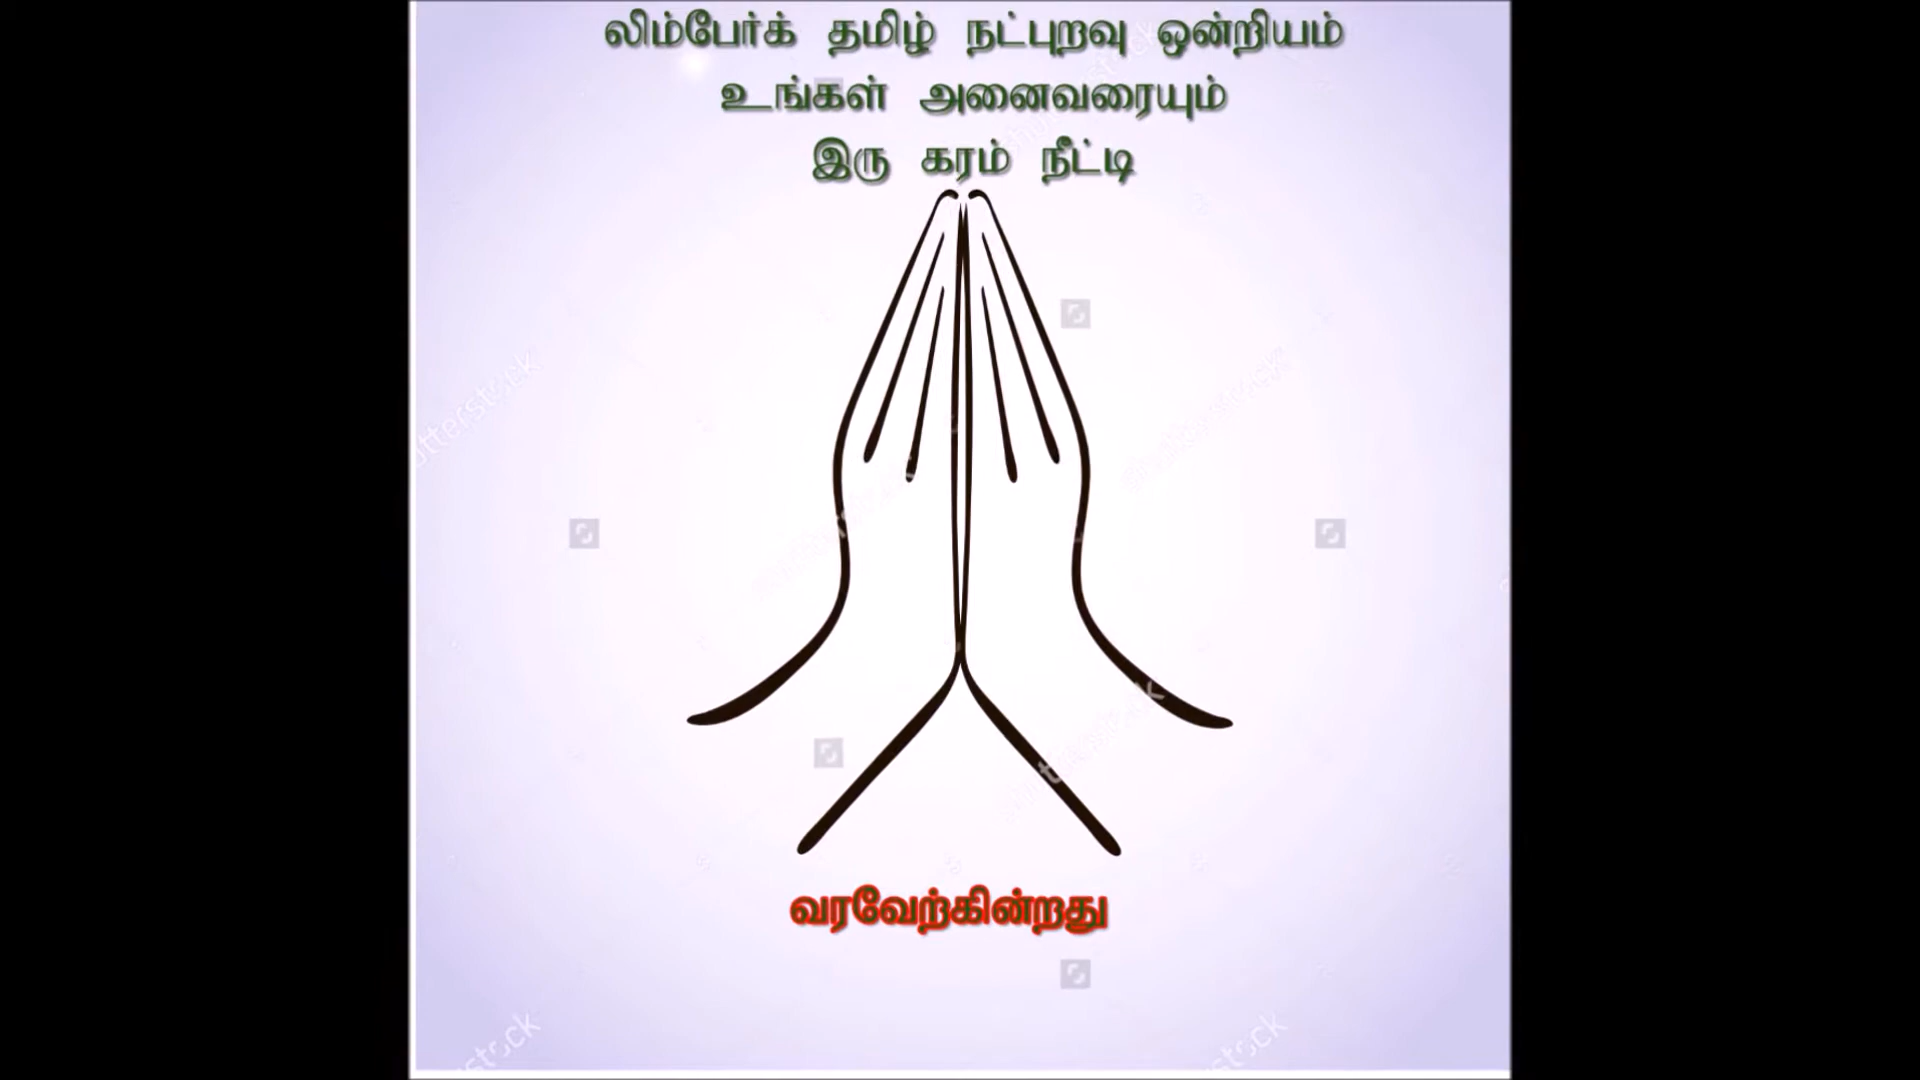 லிம்பேர்க் தமிழ் நட்புறவு ஒன்றியம்
உங்கள் அனைவரையும்
இரு கரம் நீட்டி
வரவேற்கின்றது